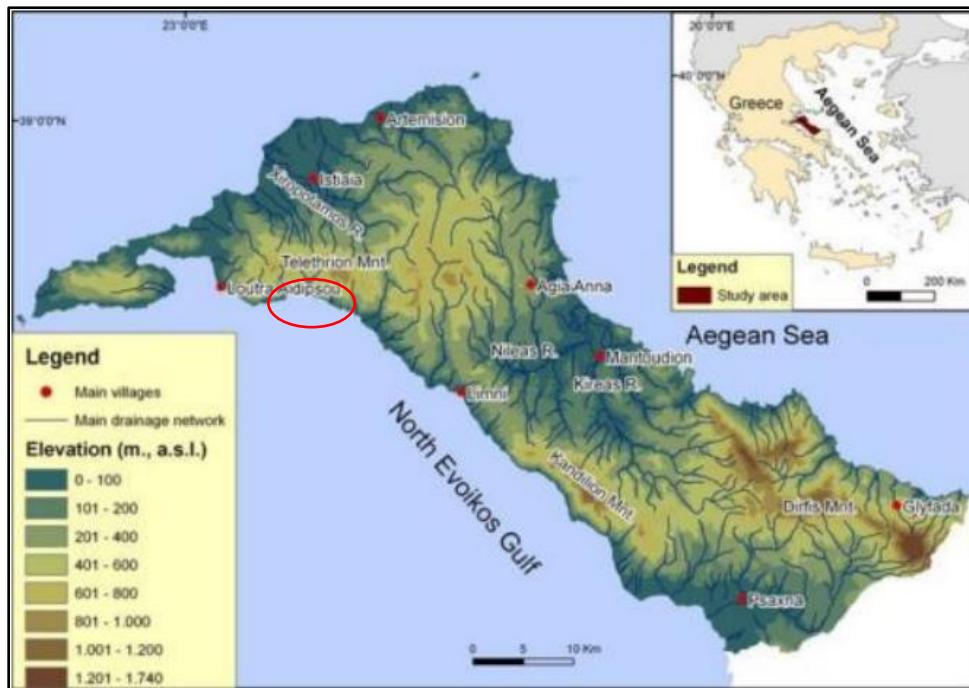 23°0'0"E
20°0'0"E
40°0'0"N
Greece
Aegean Sea
39°0'0"N
Artemision
Istiaia
Xiropotamos R.
Telethrion Mnt.
Loutra Aidipsou
Agia Anna
Legend
Study area
0
200 Km
Aegean Sea
Nileas R.
Mantoudion
Kireas R.
Limni
North Evoikos Gulf
Kandilion Mnt.
Dirfis Mnt.
Glyfada
Psaxna
Legend
Main villages
Main drainage network
Elevation (m., a.s.l.)
0 - 100
101 - 200
201 - 400
401 - 600
601 - 800
801 - 1.000
1.001 - 1.200
1.201 - 1.740
0 5 10 Km